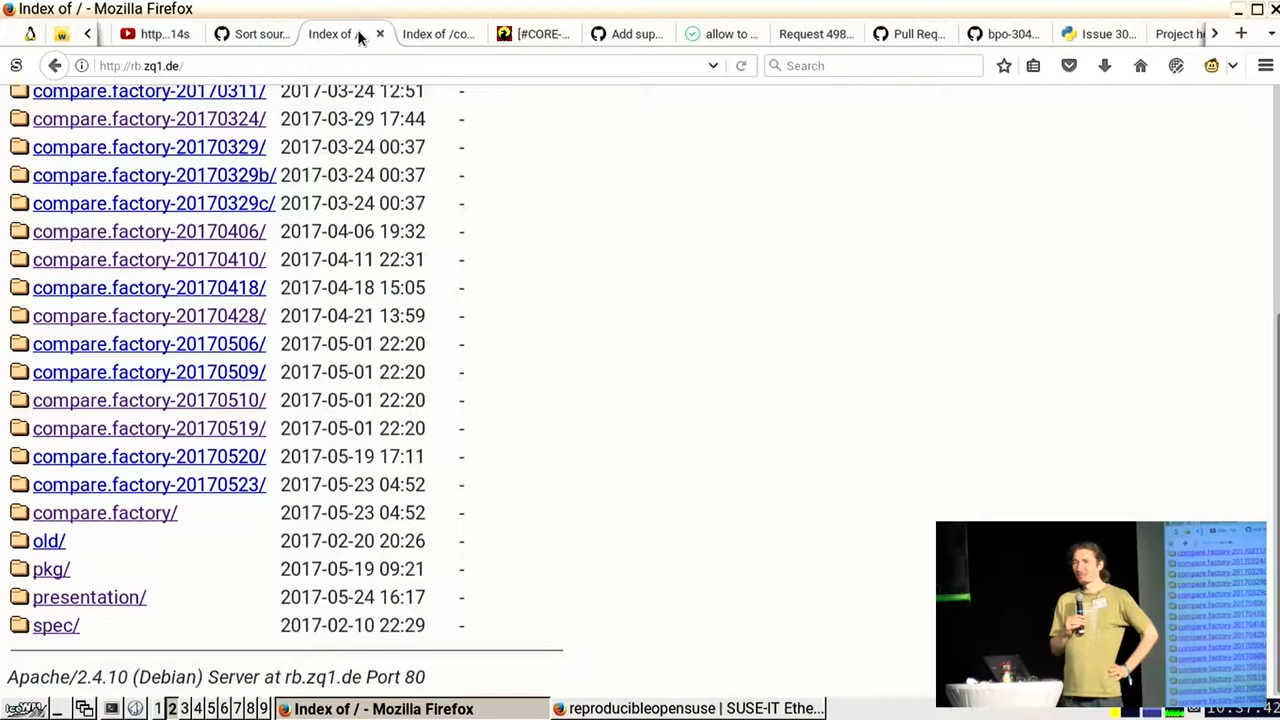 Index of / - Mozilla Firefox
http...14s
Sort sour...
Index of /
Index of /co...
[#CORE-...
Add sup...
allow to ...
Request 498...
Pull Req...
bpo-304...
Issue 30...
Project h
http://rb.zq1.de/
Search
compare.factory-20170311/ 2017-03-24 12:51 -
compare.factory-20170324/ 2017-03-29 17:44 -
compare.factory-20170329/ 2017-03-24 00:37 -
compare.factory-20170329b/ 2017-03-24 00:37 -
compare.factory-20170329c/ 2017-03-24 00:37 -
compare.factory-20170406/ 2017-04-06 19:32 -
compare.factory-20170410/ 2017-04-11 22:31 -
compare.factory-20170418/ 2017-04-18 15:05 -
compare.factory-20170428/ 2017-04-21 13:59 -
compare.factory-20170506/ 2017-05-01 22:20 -
compare.factory-20170509/ 2017-05-01 22:20 -
compare.factory-20170510/ 2017-05-01 22:20 -
compare.factory-20170519/ 2017-05-01 22:20 -
compare.factory-20170520/ 2017-05-19 17:11 -
compare.factory-20170523/ 2017-05-23 04:52 -
compare.factory/ 2017-05-23 04:52 -
old/ 2017-02-20 20:26 -
pkg/ 2017-05-19 09:21 -
presentation/ 2017-05-24 16:17 -
spec/ 2017-02-10 22:29 -
Apache/2.4.10 (Debian) Server at rb.zq1.de Port 80
1 2 3 4 5 6 7 8 9
Index of / - Mozilla Firefox
reproducibleopensuse | SUSE-IT Ethe...
10:37:42